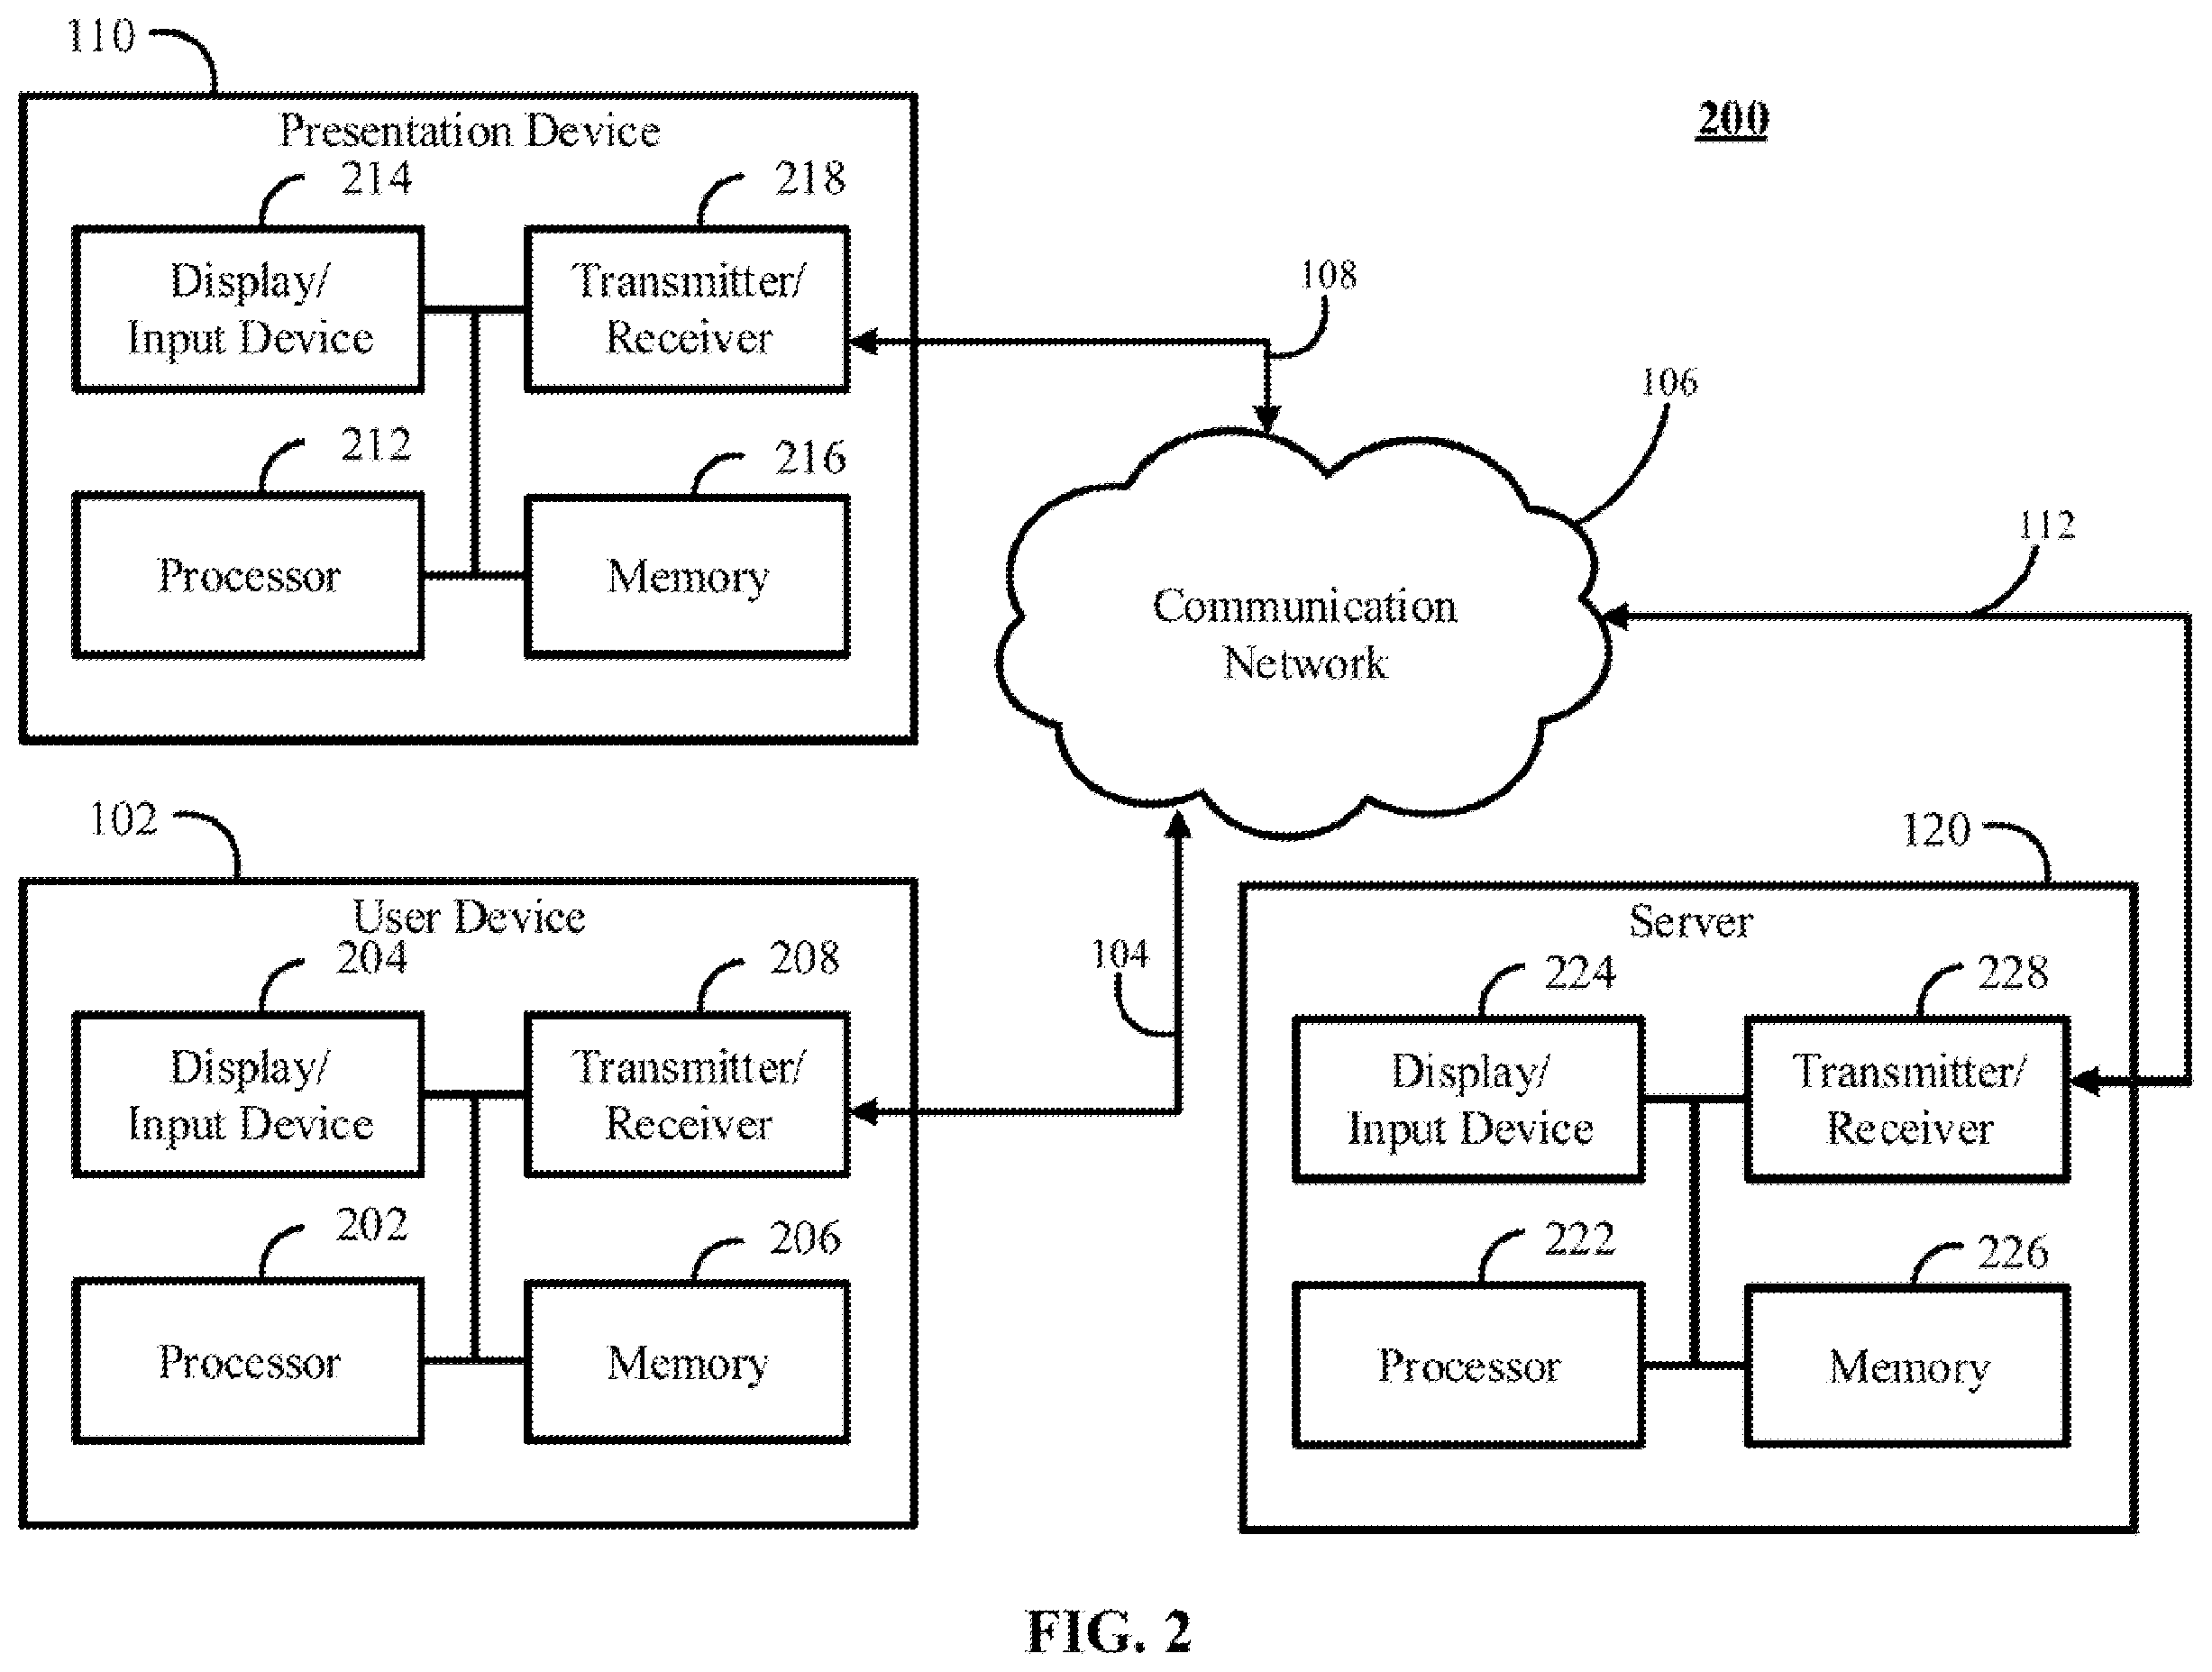 110
200
Presentation Device
214
218
Display/
Input Device
Transmitter/
Receiver
212
216
Processor
Memory
108
106
112
Communication
Network
102
User Device
204
208
Display/
Input Device
Transmitter/
Receiver
202
206
Processor
Memory
104
120
Server
224
228
Display/
Input Device
Transmitter/
Receiver
222
226
Processor
Memory
FIG. 2